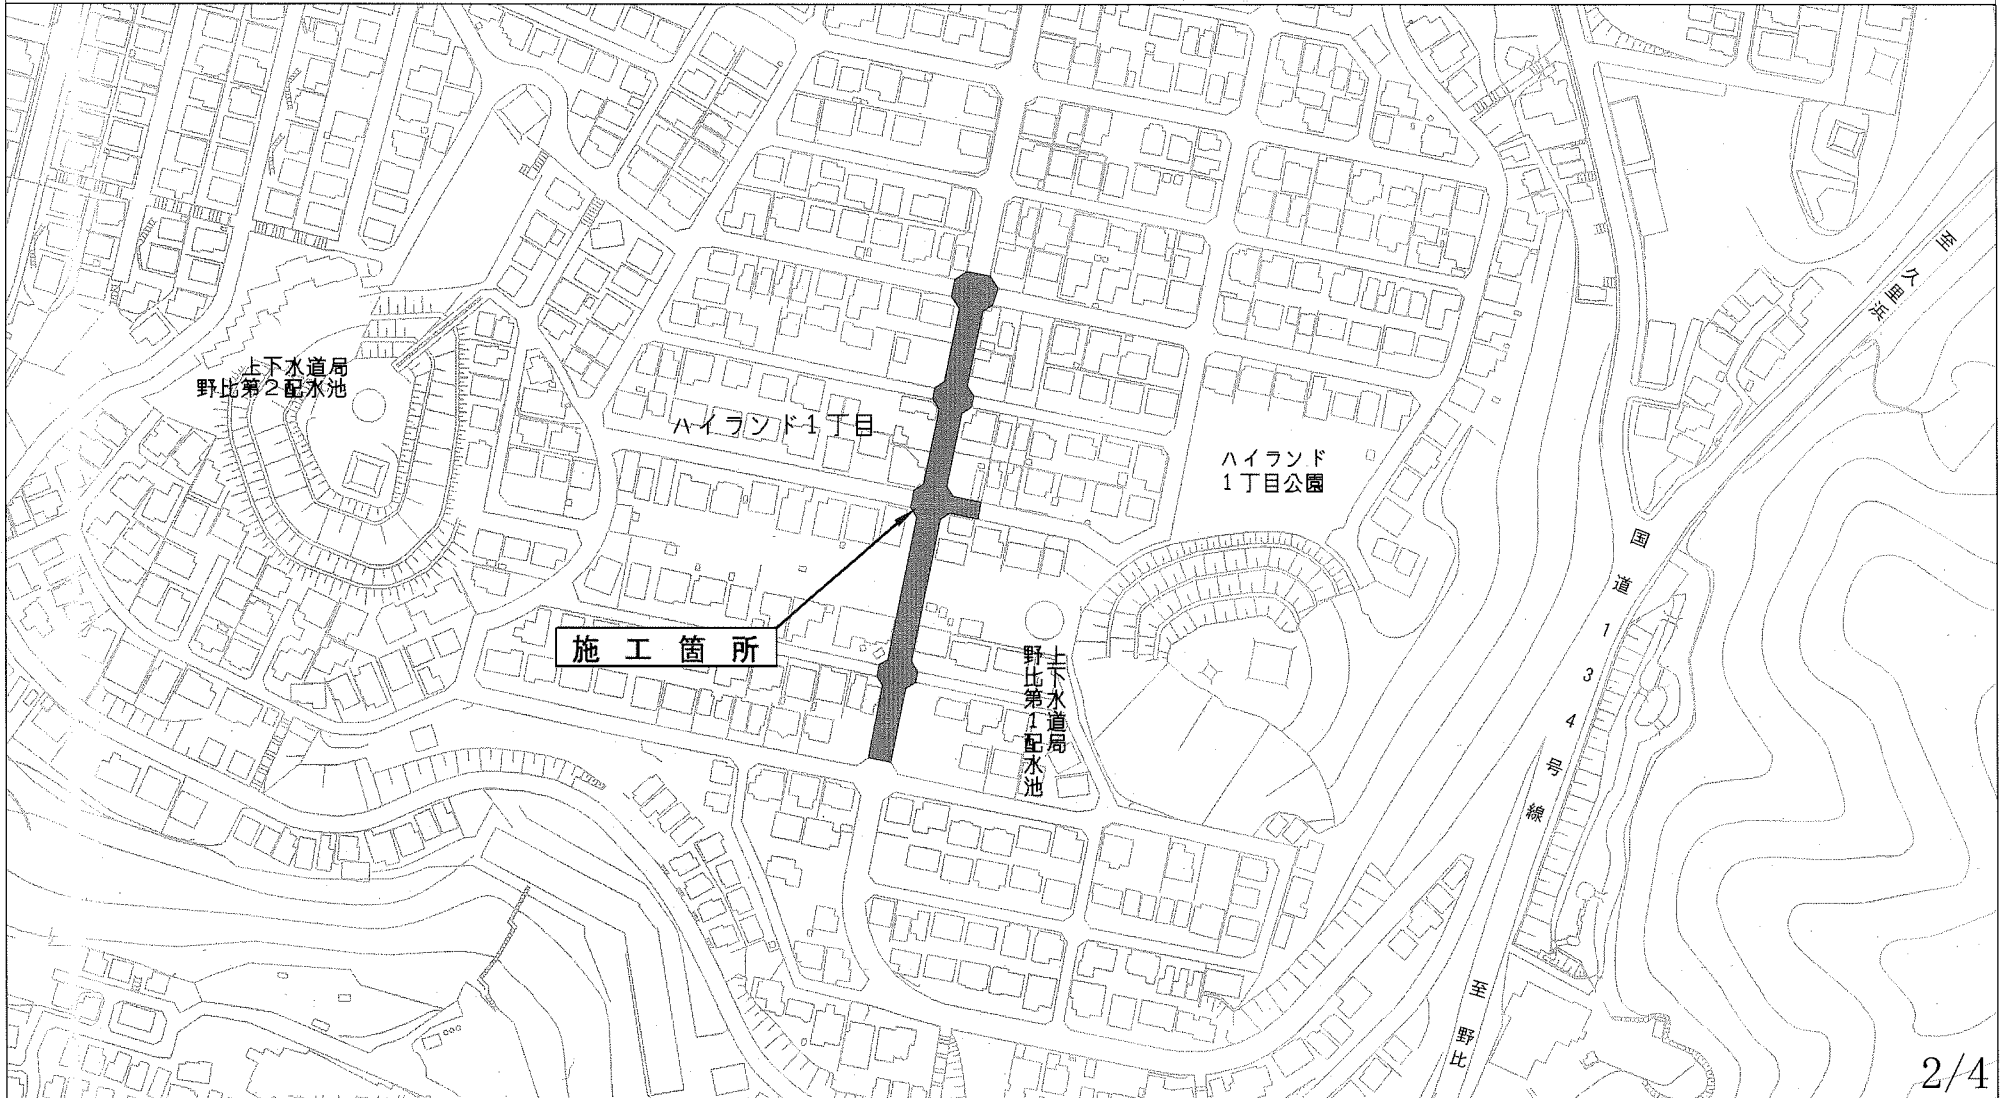 至久里浜
上下水道局
野比第2配水池
ハイランド1丁目
ハイランド
1丁目公園
国道134号線
施工箇所
上下水道局
野比第1配水池
至野比
2/4